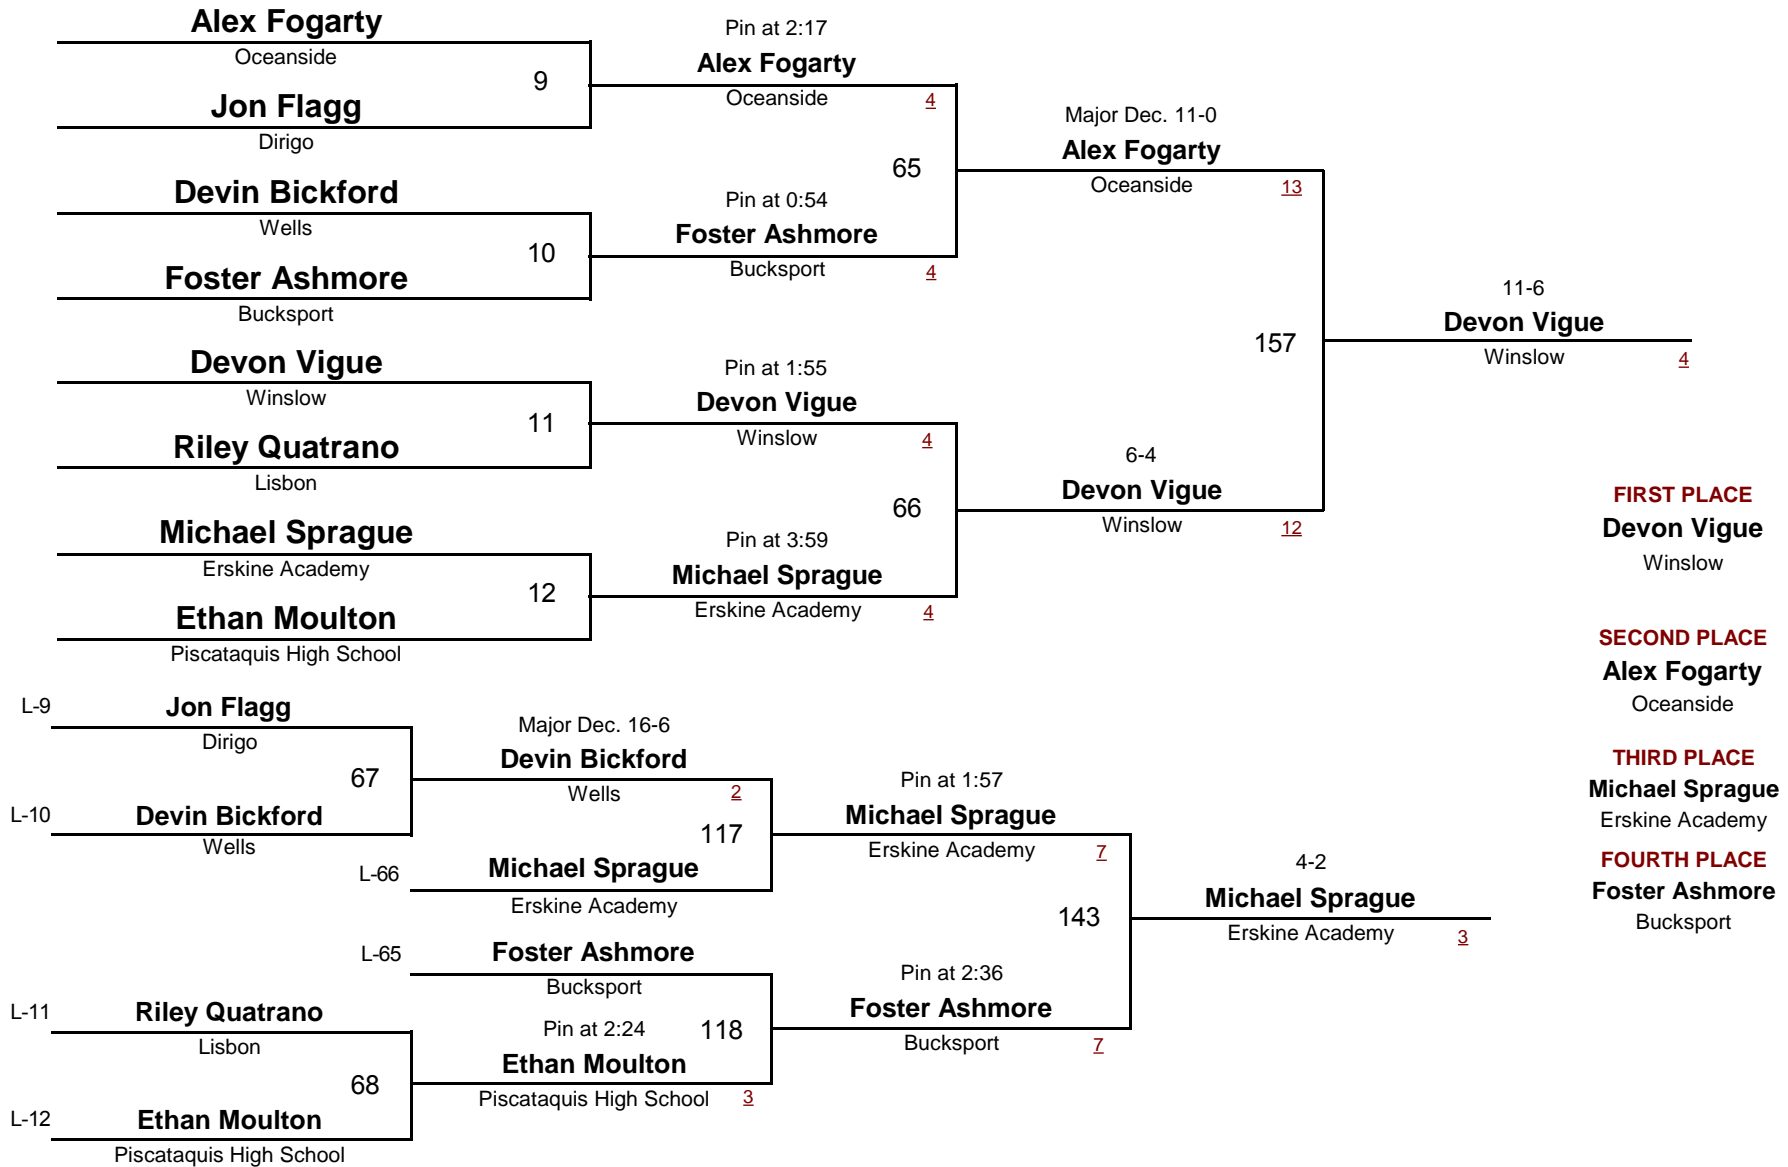 Alex Fogarty
Oceanside
9
Jon Flagg
Dirigo
Devin Bickford
Wells
10
Foster Ashmore
Bucksport
Devon Vigue
Winslow
11
Riley Quatrano
Lisbon
Michael Sprague
Erskine Academy
12
Ethan Moulton
Piscataquis High School
Pin at 2:17
Alex Fogarty
Oceanside 4
65
Pin at 0:54
Foster Ashmore
Bucksport 4
Pin at 1:55
Devon Vigue
Winslow 4
66
Pin at 3:59
Michael Sprague
Erskine Academy 4
Major Dec. 11-0
Alex Fogarty
Oceanside 13
157
6-4
Devon Vigue
Winslow 12
11-6
Devon Vigue
Winslow 4
FIRST PLACE
Devon Vigue
Winslow
SECOND PLACE
Alex Fogarty
Oceanside
THIRD PLACE
Michael Sprague
Erskine Academy
FOURTH PLACE
Foster Ashmore
Bucksport
L-9 Jon Flagg
Dirigo
67
L-10 Devin Bickford
Wells
L-11 Riley Quatrano
Lisbon
68
L-12 Ethan Moulton
Piscataquis High School
Major Dec. 16-6
Devin Bickford
Wells 2
117
L-66 Michael Sprague
Erskine Academy
L-65 Foster Ashmore
Bucksport
Pin at 2:24 118
Ethan Moulton
Piscataquis High School 3
Pin at 1:57
Michael Sprague
Erskine Academy 7
143
Pin at 2:36
Foster Ashmore
Bucksport 7
4-2
Michael Sprague
Erskine Academy 3